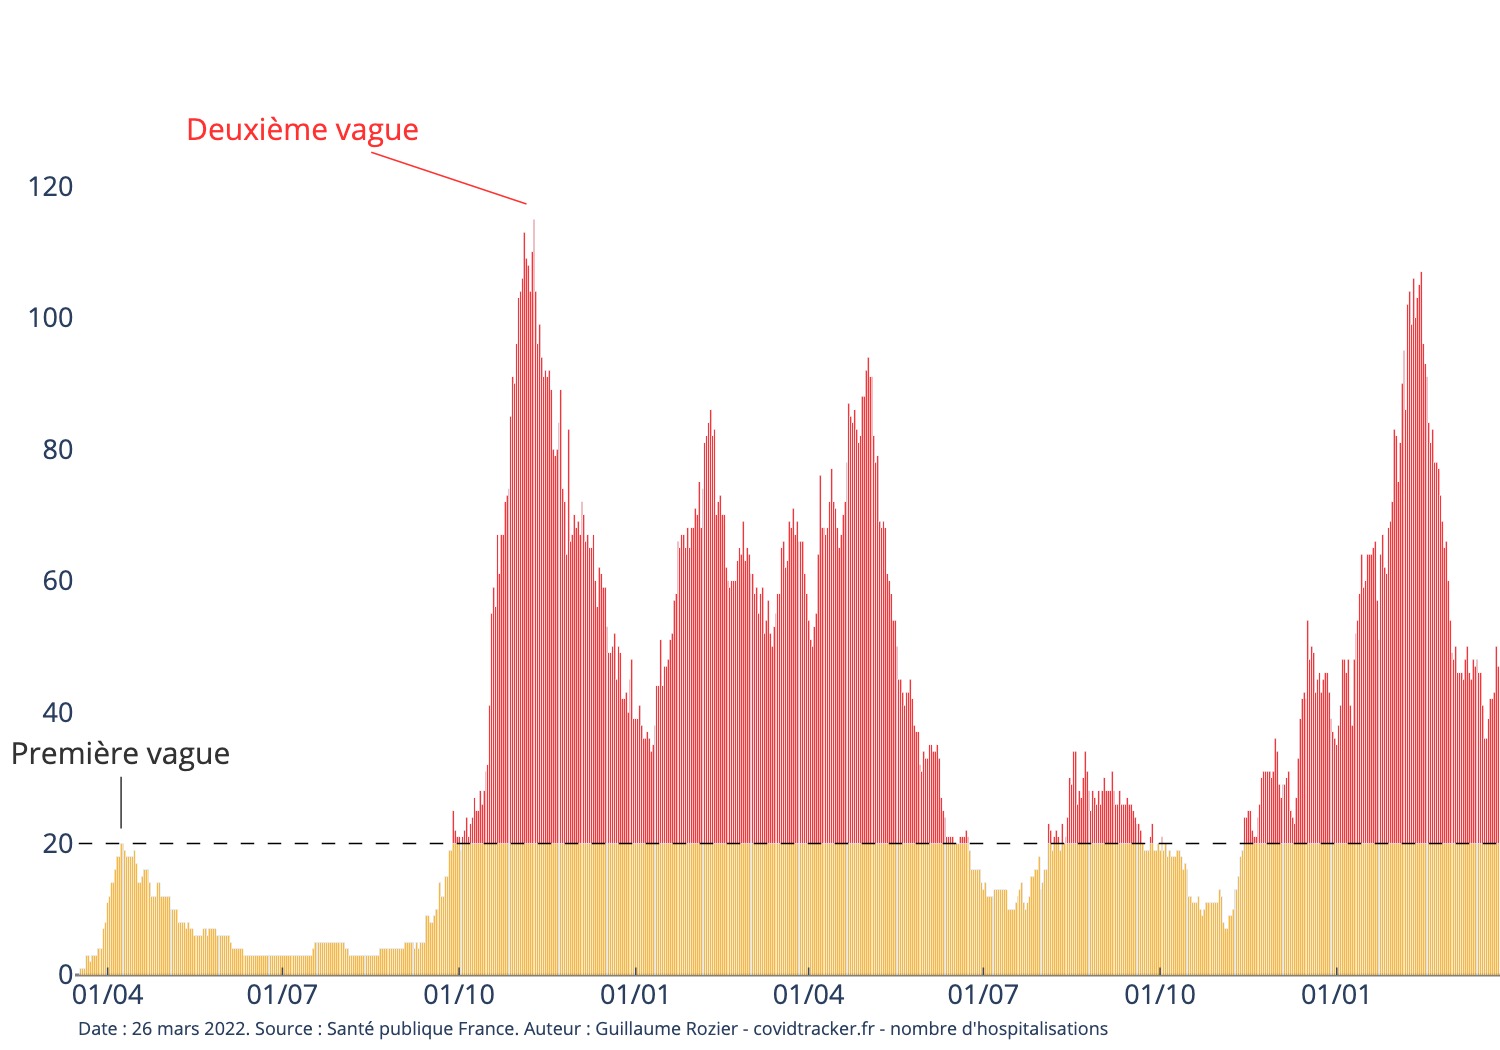 Deuxième vague
120
100
80
60
40
Première vague
20
0
01/04 01/07 01/10 01/01 01/04 01/07 01/10 01/01
Date : 26 mars 2022. Source : Santé publique France. Auteur : Guillaume Rozier - covidtracker.fr - nombre d'hospitalisations